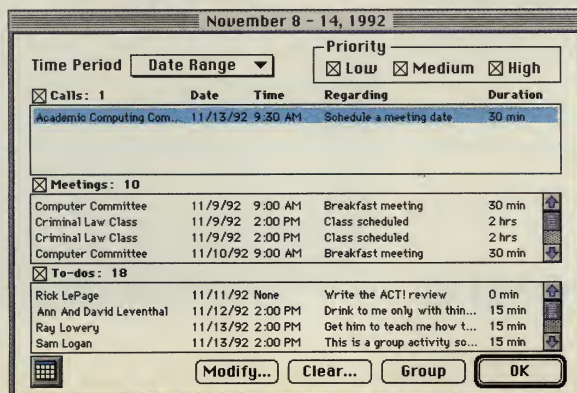 November 8 - 14, 1992
Priority
Time Period Date Range Low Medium High
Calls: 1 Date Time Regarding Duration
Academic Computing Com... 11/13/92 9:30 AM Schedule a meeting date 30 min
Meetings: 10
Computer Committee 11/9/92 9:00 AM Breakfast meeting 30 min
Criminal Law Class 11/9/92 2:00 PM Class scheduled 2 hrs
Criminal Law Class 11/9/92 2:00 PM Class scheduled 2 hrs
Computer Committee 11/10/92 9:00 AM Breakfast meeting 30 min
To-dos: 18
Rick LePage 11/11/92 None Write the ACT! review 0 min
Ann And David Leventhal 11/12/92 2:00 PM Drink to me only with thin... 15 min
Ray Lowery 11/13/92 2:00 PM Get him to teach me how t... 15 min
Sam Logan 11/13/92 2:00 PM This is a group activity so... 15 min
Modify... Clear... Group OK